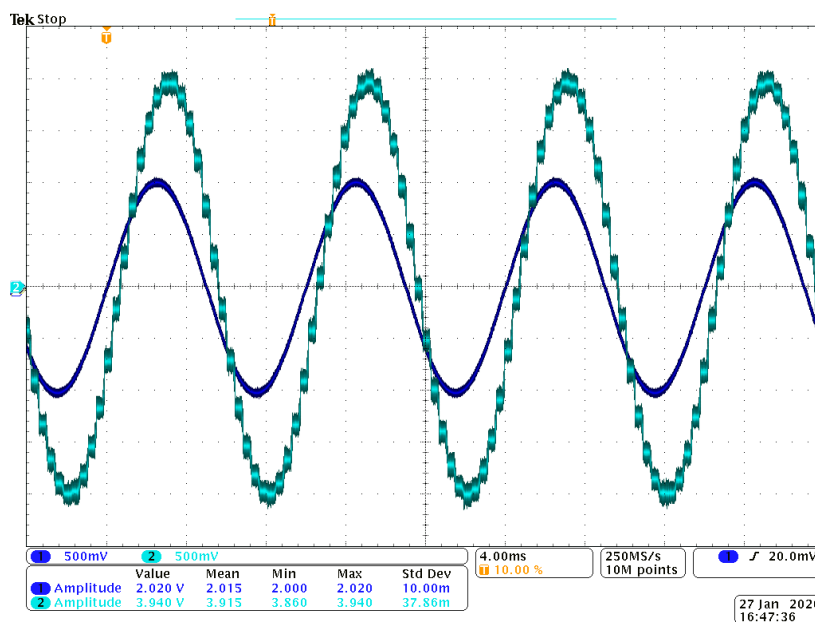 Tek Stop
T
T
2
1 500mV 2 500mV
4.00ms
T 10.00 %
250MS/s
10M points
1 20.0mV
Value Mean Min Max Std Dev
1 Amplitude 2.020 V 2.015 2.000 2.020 10.00m
2 Amplitude 3.940 V 3.915 3.860 3.940 37.86m
27 Jan 2020
16:47:36